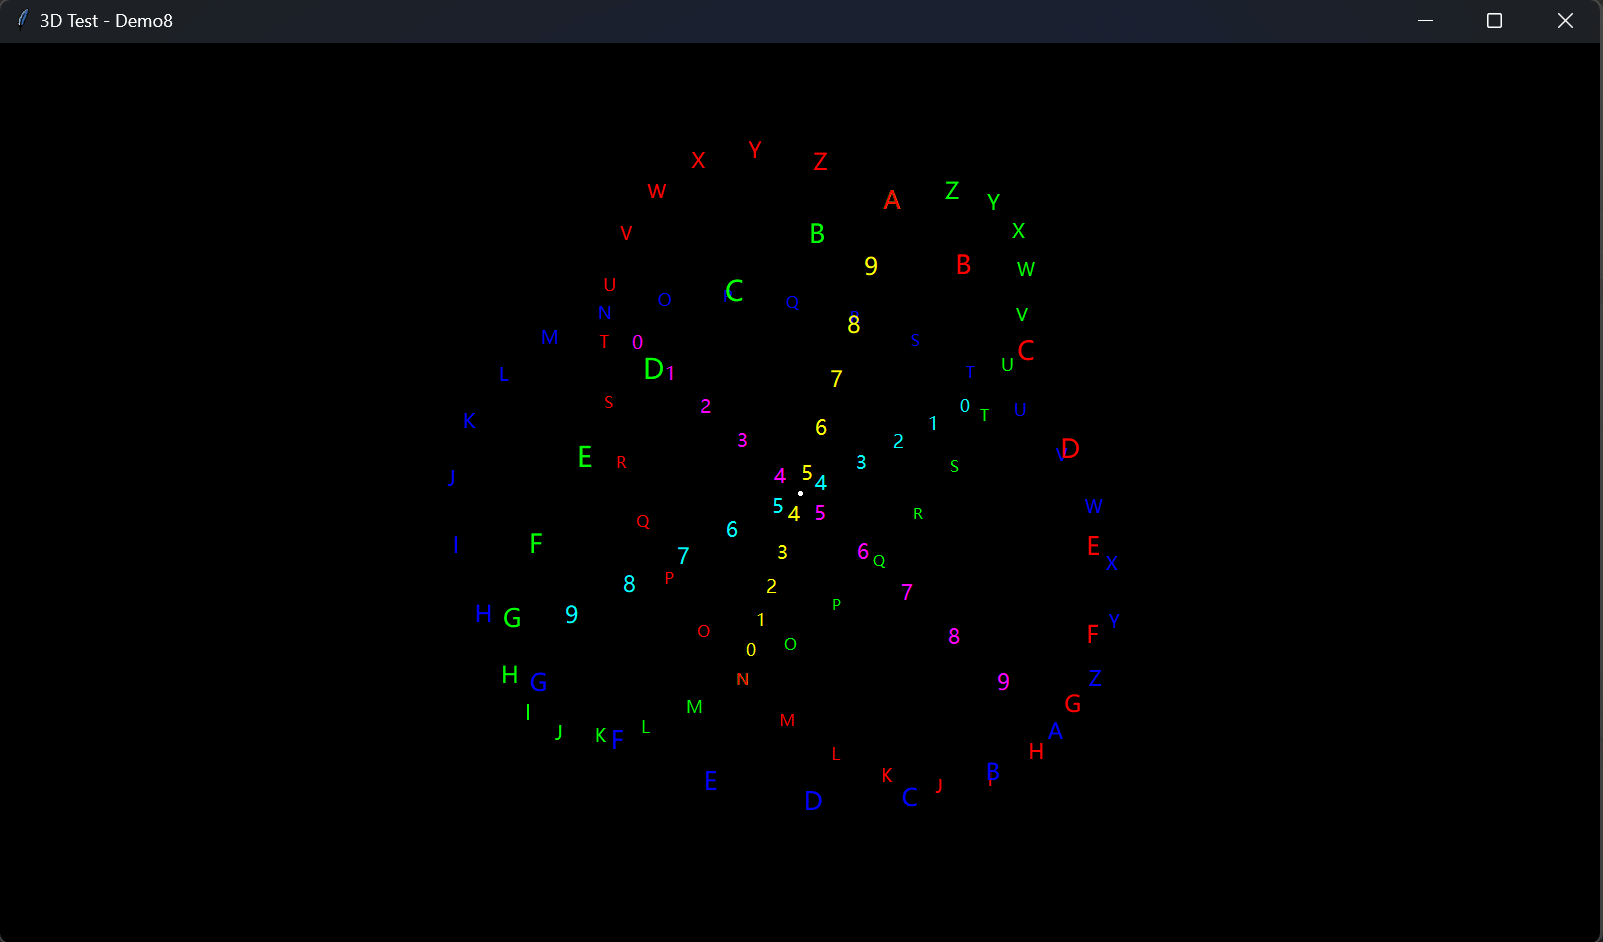 3D Test - Demo8
A B C D E F G H J K L M N O P Q R S T U V W X Y Z
B C D E F G H I J K L M O P Q R S T U V W X Y Z
A B C D E F G H I J K L M N O Q S T U V W X Y Z
0 1 2 3 4 5 6 7 8 9
0 1 2 3 4 5 6 7 8 9
0 1 2 3 4 5 6 7 8 9